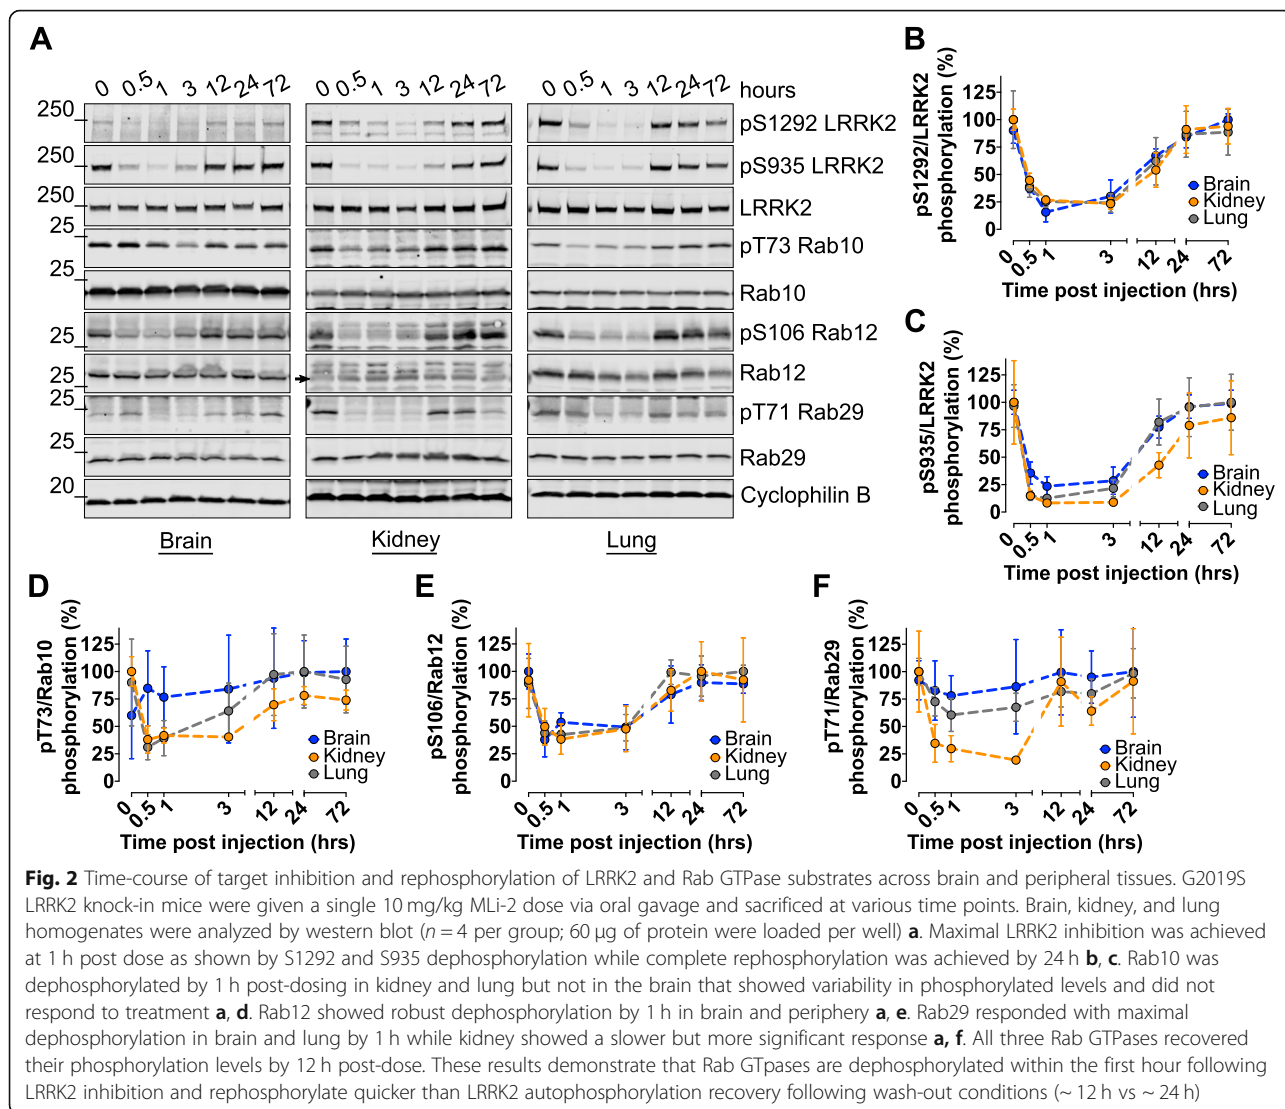 A
0 0.5 1 3 12 24 72
0 0.5 1 3 12 24 72
0 0.5 1 3 12 24 72
hours
250
pS1292 LRRK2
250
pS935 LRRK2
250
LRRK2
25
pT73 Rab10
25
Rab10
25
pS106 Rab12
25
Rab12
25
pT71 Rab29
25
Rab29
20
Cyclophilin B
Brain
Kidney
Lung
B
pS1292/LRRK2
phosphorylation (%)
125
100
75
50
25
0
Brain
Kidney
Lung
0 0.5 1 3 12 24 72
Time post injection (hrs)
C
pS935/LRRK2
phosphorylation (%)
125
100
75
50
25
0
Brain
Kidney
Lung
0 0.5 1 3 12 24 72
Time post injection (hrs)
D
pT73/Rab10
phosphorylation (%)
125
100
75
50
25
0
Brain
Kidney
Lung
0 0.5 1 3 12 24 72
Time post injection (hrs)
E
pS106/Rab12
phosphorylation (%)
125
100
75
50
25
0
Brain
Kidney
Lung
0 0.5 1 3 12 24 72
Time post injection (hrs)
F
pT71/Rab29
phosphorylation (%)
125
100
75
50
25
0
Brain
Kidney
Lung
0 0.5 1 3 12 24 72
Time post injection (hrs)
Fig. 2 Time-course of target inhibition and rephosphorylation of LRRK2 and Rab GTPase substrates across brain and peripheral tissues. G2019S
LRRK2 knock-in mice were given a single 10 mg/kg MLi-2 dose via oral gavage and sacrificed at various time points. Brain, kidney, and lung
homogenates were analyzed by western blot (n = 4 per group; 60 μg of protein were loaded per well) a. Maximal LRRK2 inhibition was achieved
at 1 h post dose as shown by S1292 and S935 dephosphorylation while complete rephosphorylation was achieved by 24 h b, c. Rab10 was
dephosphorylated by 1 h post-dosing in kidney and lung but not in the brain that showed variability in phosphorylated levels and did not
respond to treatment a, d. Rab12 showed robust dephosphorylation by 1 h in brain and periphery a, e. Rab29 responded with maximal
dephosphorylation in brain and lung by 1 h while kidney showed a slower but more significant response a, f. All three Rab GTPases recovered
their phosphorylation levels by 12 h post-dose. These results demonstrate that Rab GTpases are dephosphorylated within the first hour following
LRRK2 inhibition and rephosphorylate quicker than LRRK2 autophosphorylation recovery following wash-out conditions (~ 12 h vs ~ 24 h)